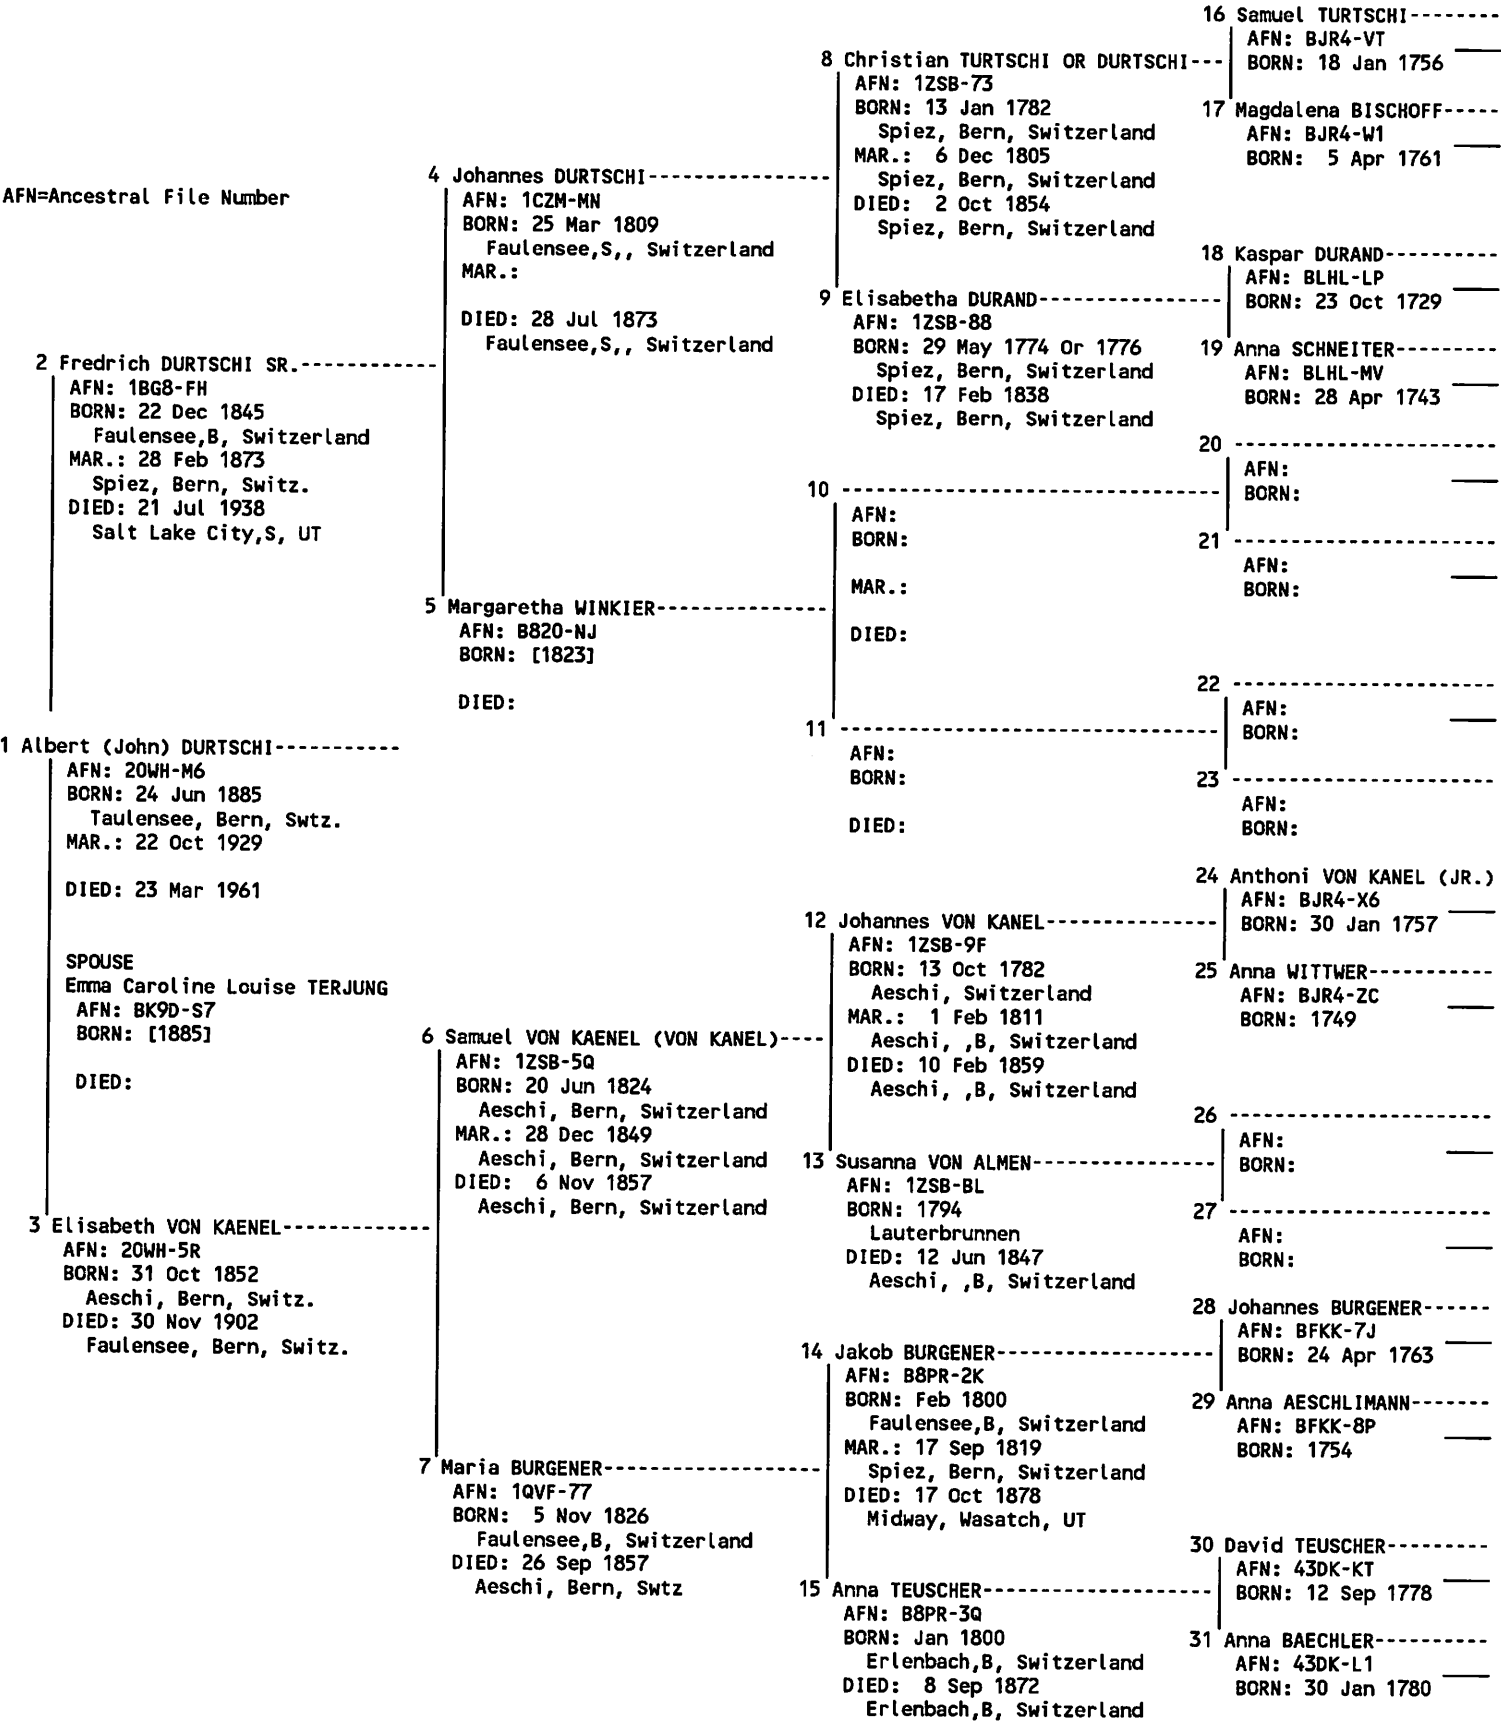 AFN=Ancestral File Number
1 Albert (John) DURTSCHI-----------
AFN: 20WH-M6
BORN: 24 Jun 1885
Taulensee, Bern, Swtz.
MAR.: 22 Oct 1929
DIED: 23 Mar 1961
SPOUSE
Emma Caroline Louise TERJUNG
AFN: BK9D-S7
BORN: [1885]
DIED:
2 Fredrich DURTSCHI SR.------------
AFN: 1BG8-FH
BORN: 22 Dec 1845
Faulensee,B, Switzerland
MAR.: 28 Feb 1873
Spiez, Bern, Switz.
DIED: 21 Jul 1938
Salt Lake City,S, UT
3 Elisabeth VON KAENEL-------------
AFN: 20WH-5R
BORN: 31 Oct 1852
Aeschi, Bern, Switz.
DIED: 30 Nov 1902
Faulensee, Bern, Switz.
4 Johannes DURTSCHI----------------
AFN: 1CZM-MN
BORN: 25 Mar 1809
Faulensee,S,, Switzerland
MAR.:
DIED: 28 Jul 1873
Faulensee,S,, Switzerland
5 Margaretha WINKIER---------------
AFN: B820-NJ
BORN: [1823]
DIED:
6 Samuel VON KAENEL (VON KANEL)----
AFN: 1ZSB-5Q
BORN: 20 Jun 1824
Aeschi, Bern, Switzerland
MAR.: 28 Dec 1849
Aeschi, Bern, Switzerland
DIED:  6 Nov 1857
Aeschi, Bern, Switzerland
7 Maria BURGENER-------------------
AFN: 1QVF-77
BORN:  5 Nov 1826
Faulensee,B, Switzerland
DIED: 26 Sep 1857
Aeschi, Bern, Swtz
8 Christian TURTSCHI OR DURTSCHI---
AFN: 1ZSB-73
BORN: 13 Jan 1782
Spiez, Bern, Switzerland
MAR.:  6 Dec 1805
Spiez, Bern, Switzerland
DIED:  2 Oct 1854
Spiez, Bern, Switzerland
9 Elisabetha DURAND----------------
AFN: 1ZSB-88
BORN: 29 May 1774 Or 1776
Spiez, Bern, Switzerland
DIED: 17 Feb 1838
Spiez, Bern, Switzerland
10 ---------------------------------
AFN:
BORN:
MAR.:
DIED:
11 ---------------------------------
AFN:
BORN:
DIED:
12 Johannes VON KANEL---------------
AFN: 1ZSB-9F
BORN: 13 Oct 1782
Aeschi, Switzerland
MAR.:  1 Feb 1811
Aeschi, ,B, Switzerland
DIED: 10 Feb 1859
Aeschi, ,B, Switzerland
13 Susanna VON ALMEN----------------
AFN: 1ZSB-BL
BORN: 1794
Lauterbrunnen
DIED: 12 Jun 1847
Aeschi, ,B, Switzerland
14 Jakob BURGENER-------------------
AFN: B8PR-2K
BORN: Feb 1800
Faulensee,B, Switzerland
MAR.: 17 Sep 1819
Spiez, Bern, Switzerland
DIED: 17 Oct 1878
Midway, Wasatch, UT
15 Anna TEUSCHER--------------------
AFN: B8PR-3Q
BORN: Jan 1800
Erlenbach,B, Switzerland
DIED:  8 Sep 1872
Erlenbach,B, Switzerland
16 Samuel TURTSCHI--------
AFN: BJR4-VT
BORN: 18 Jan 1756
17 Magdalena BISCHOFF-----
AFN: BJR4-W1
BORN:  5 Apr 1761
18 Kaspar DURAND----------
AFN: BLHL-LP
BORN: 23 Oct 1729
19 Anna SCHNEITER---------
AFN: BLHL-MV
BORN: 28 Apr 1743
20 ----------------------
AFN:
BORN:
21 ----------------------
AFN:
BORN:
22 ----------------------
AFN:
BORN:
23 ----------------------
AFN:
BORN:
24 Anthoni VON KANEL (JR.)
AFN: BJR4-X6
BORN: 30 Jan 1757
25 Anna WITTWER-----------
AFN: BJR4-ZC
BORN: 1749
26 ----------------------
AFN:
BORN:
27 ----------------------
AFN:
BORN:
28 Johannes BURGENER------
AFN: BFKK-7J
BORN: 24 Apr 1763
29 Anna AESCHLIMANN-------
AFN: BFKK-8P
BORN: 1754
30 David TEUSCHER---------
AFN: 43DK-KT
BORN: 12 Sep 1778
31 Anna BAECHLER----------
AFN: 43DK-L1
BORN: 30 Jan 1780